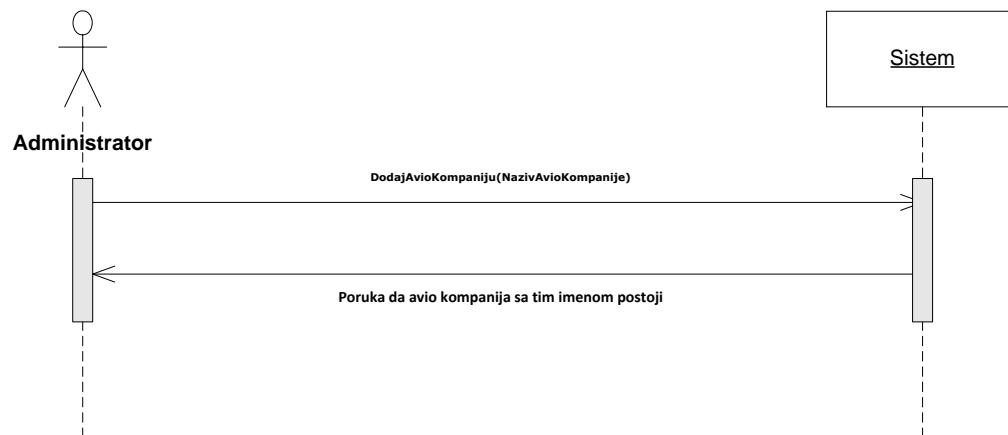 Sistem
Administrator
DodajAvioKompaniju(NazivAvioKompanije)
Poruka da avio kompanija sa tim imenom postoji